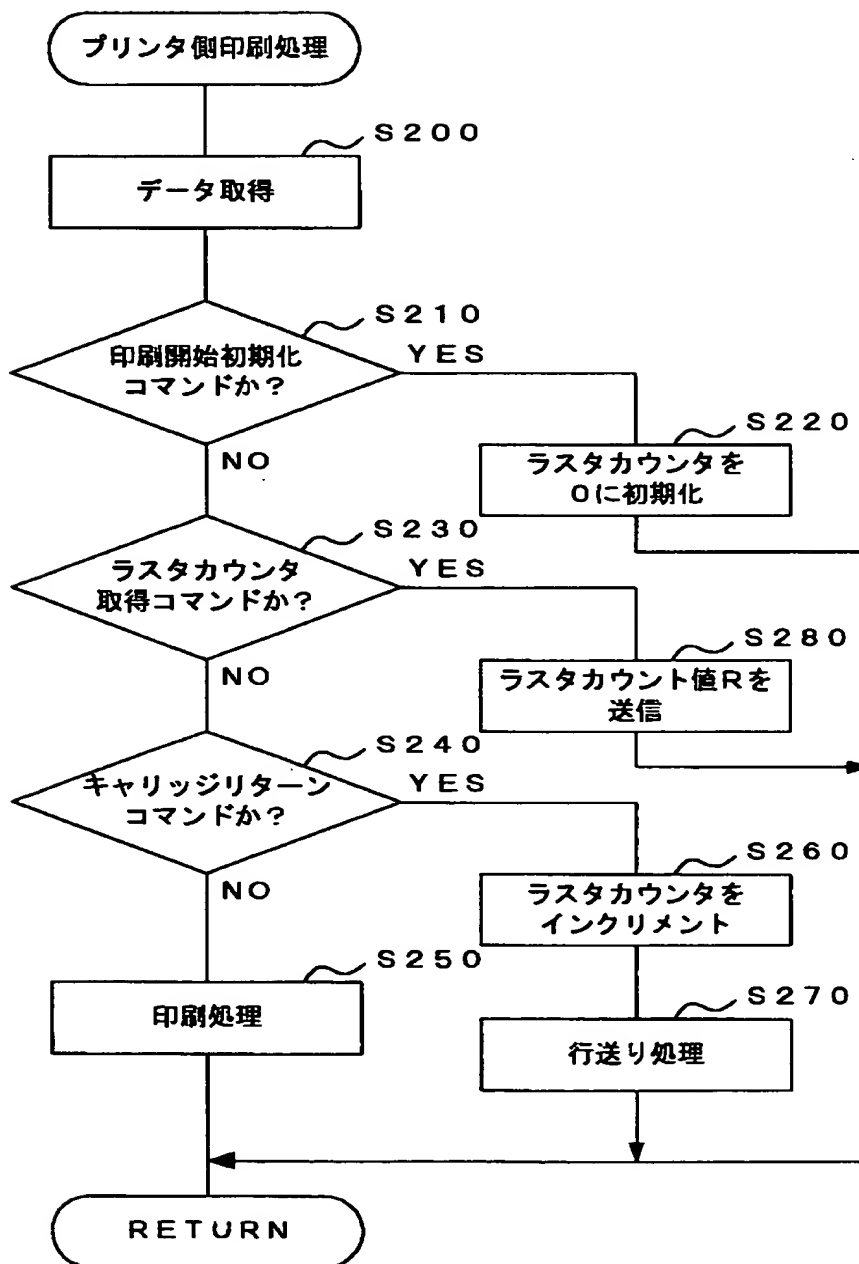 プリンタ側印刷処理
S200
データ取得
S210
印刷開始初期化
コマンドか？
YES
NO
S220
ラスタカウンタを
0に初期化
S230
ラスタカウンタ
取得コマンドか？
YES
NO
S280
ラスタカウント値Rを
送信
S240
キャリッジリターン
コマンドか？
YES
NO
S260
ラスタカウンタを
インクリメント
S250
印刷処理
S270
行送り処理
RETURN